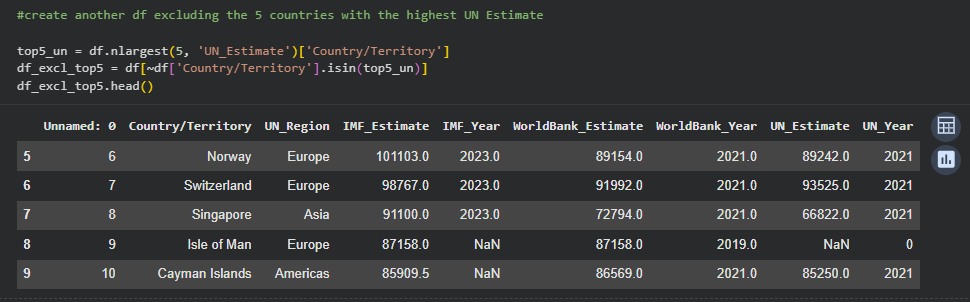 #create another df excluding the 5 countries with the highest UN Estimate
top5_un = df.nlargest(5, 'UN_Estimate')['Country/Territory']
df_excl_top5 = df[~df['Country/Territory'].isin(top5_un)]
df_excl_top5.head()
Unnamed: 0 Country/Territory UN_Region IMF_Estimate IMF_Year WorldBank_Estimate WorldBank_Year UN_Estimate UN_Year
5 6 Norway Europe 101103.0 2023.0 89154.0 2021.0 89242.0 2021
6 7 Switzerland Europe 98767.0 2023.0 91992.0 2021.0 93525.0 2021
7 8 Singapore Asia 91100.0 2023.0 72794.0 2021.0 66822.0 2021
8 9 Isle of Man Europe 87158.0 NaN 87158.0 2019.0 NaN 0
9 10 Cayman Islands Americas 85909.5 NaN 86569.0 2021.0 85250.0 2021